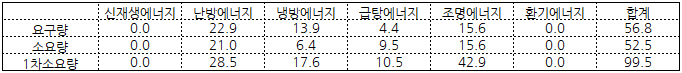 신재생에너지 난방에너지 냉방에너지 급탕에너지 조명에너지 환기에너지 합계
요구량 0.0 22.9 13.9 4.4 15.6 0.0 56.8
소요량 0.0 21.0 6.4 9.5 15.6 0.0 52.5
1차소요량 0.0 28.5 17.6 10.5 42.9 0.0 99.5